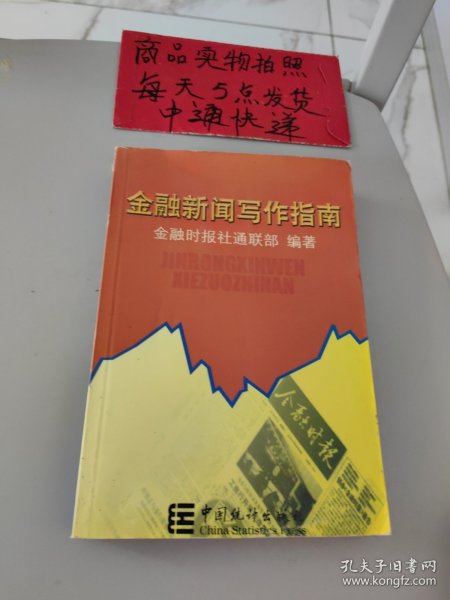 商品实物拍照
每天5点发货
中通快递
金融新闻写作指南
金融时报社通联部 编著
JINRONGXINWEN
XIEZUOZHINAN
金融时报
中国统计出版社
China Statistics Press
孔夫子旧书网
www.kongfz.com